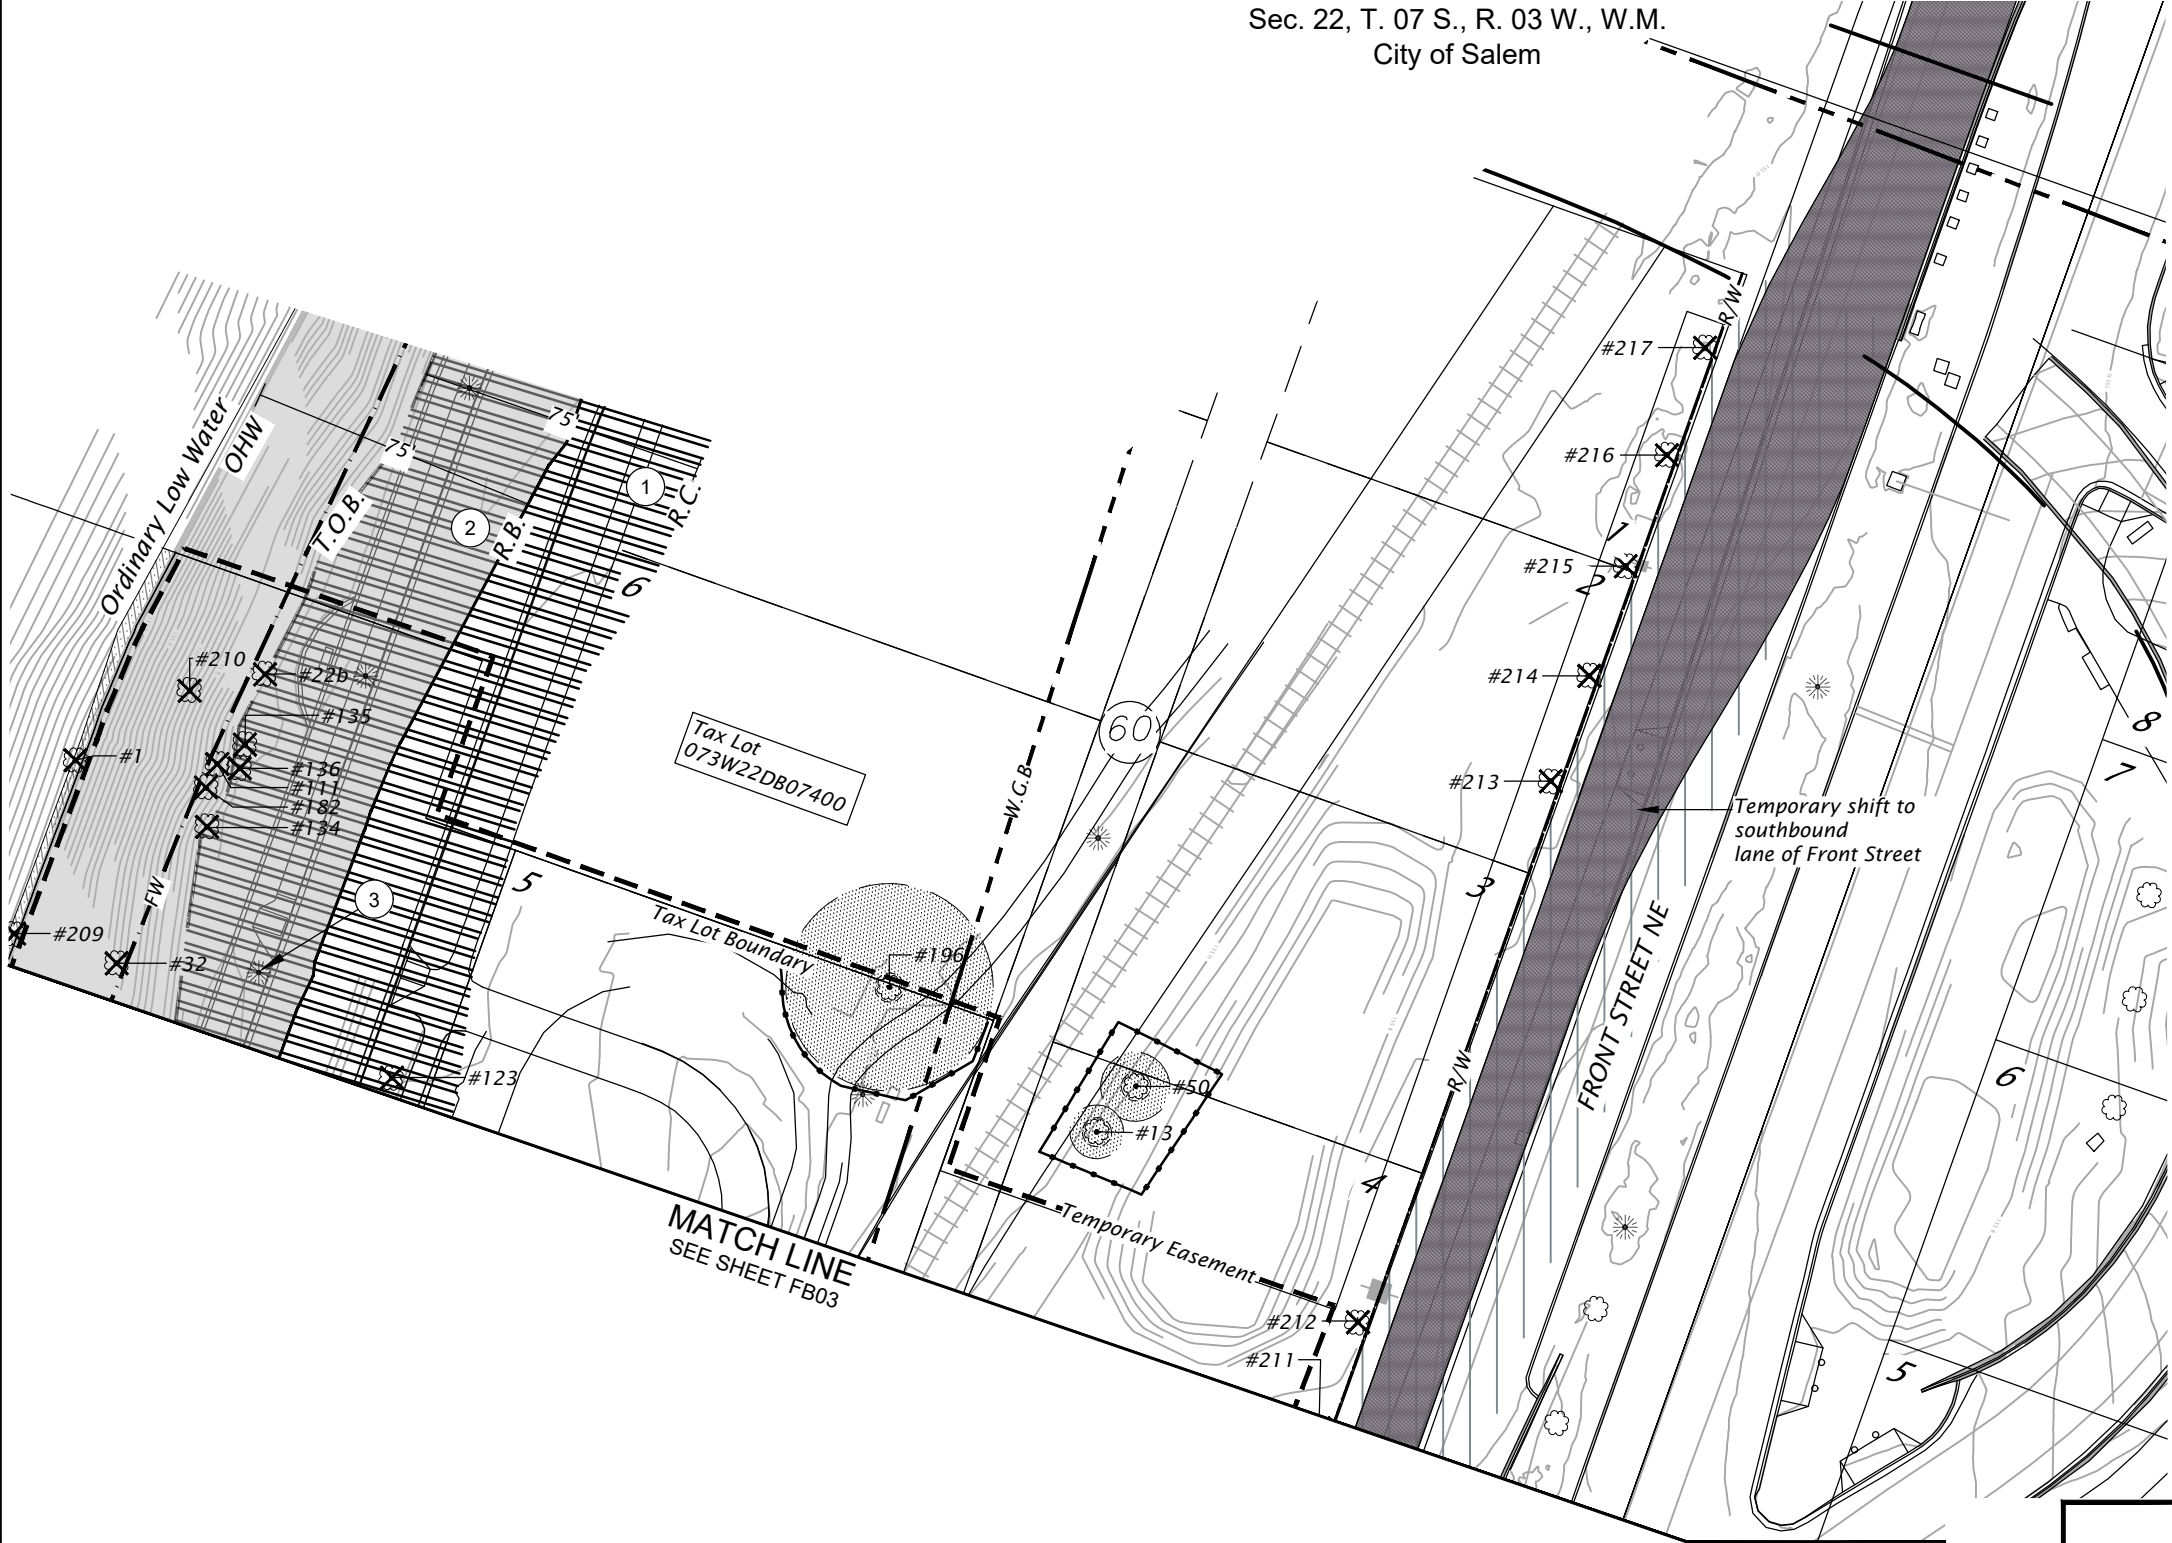 Sec. 22, T. 07 S., R. 03 W., W.M.
City of Salem
R/W
#217
Ordinary Low Water
OHW
75
75
#216
1
R.C.
T.O.B.
2
R.B.
1
#215
2
6
#210
#22b
#214
#135
60
8
Tax Lot
073W22DB07400
#1
#136
#111
#182
#134
W.G.B
#213
7
Temporary shift to
southbound
lane of Front Street
FW
3
5
3
Tax Lot Boundary
#209
#32
#196
FRONT STREET NE
R/W
#123
#50
#13
6
4
MATCH LINE
SEE SHEET FB03
Temporary Easement
#212
#211
5